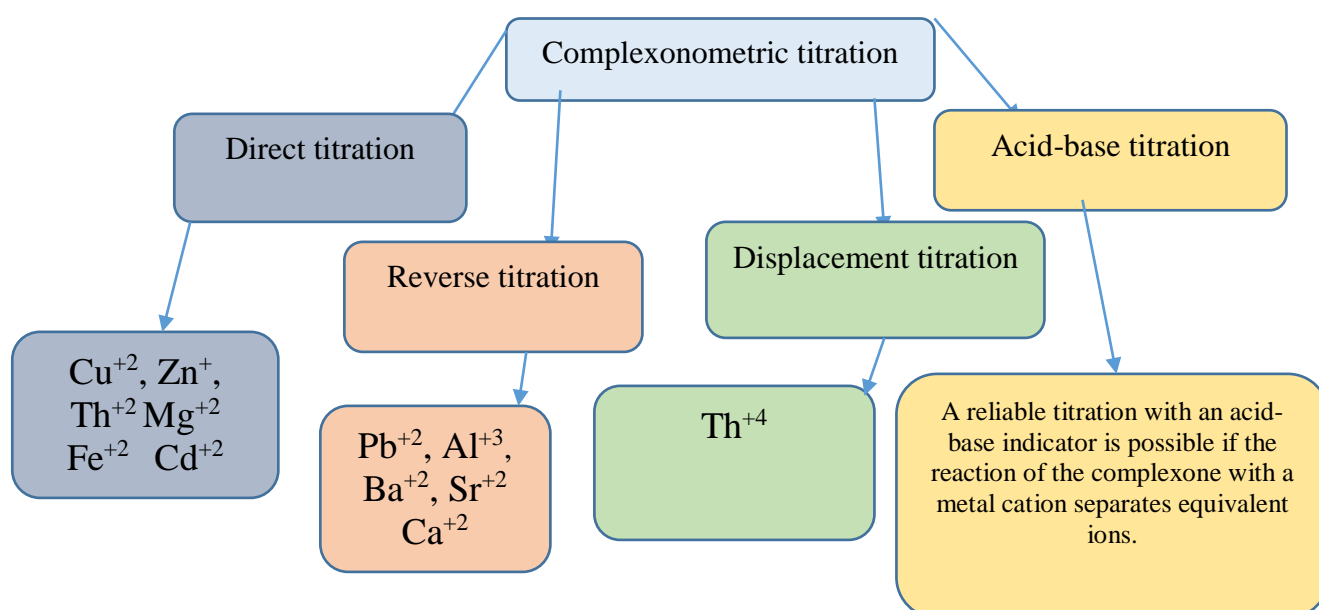 Complexonometric titration
Direct titration
Acid-base titration
Reverse titration
Displacement titration
Cu⁺², Zn⁺,
Th⁺² Mg⁺²
Fe⁺² Cd⁺²
Pb⁺², Al⁺³,
Ba⁺², Sr⁺²
Ca⁺²
Th⁺⁴
A reliable titration with an acid-
base indicator is possible if the
reaction of the complexone with a
metal cation separates equivalent
ions.